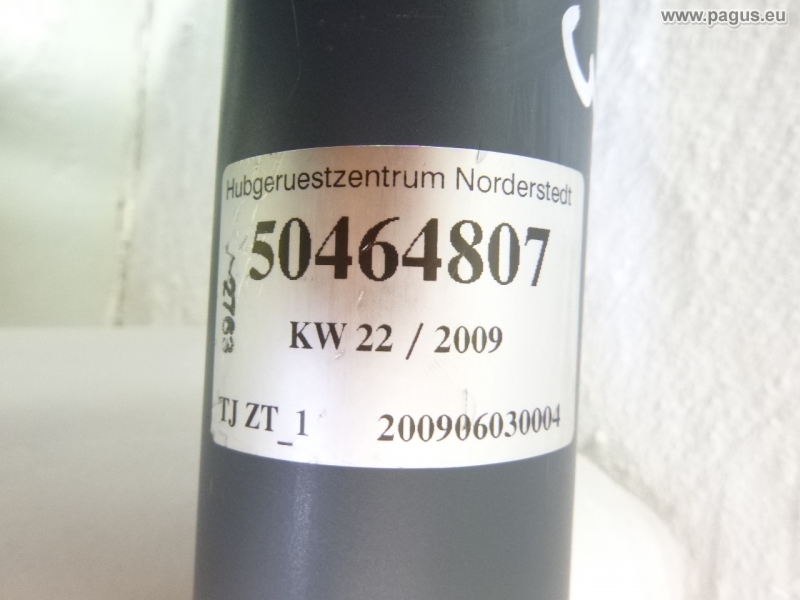 www.pagus.eu
Hubgeruestzentrum Norderstedt
50464807
KW 22 / 2009
TJ ZT_1 200906030004